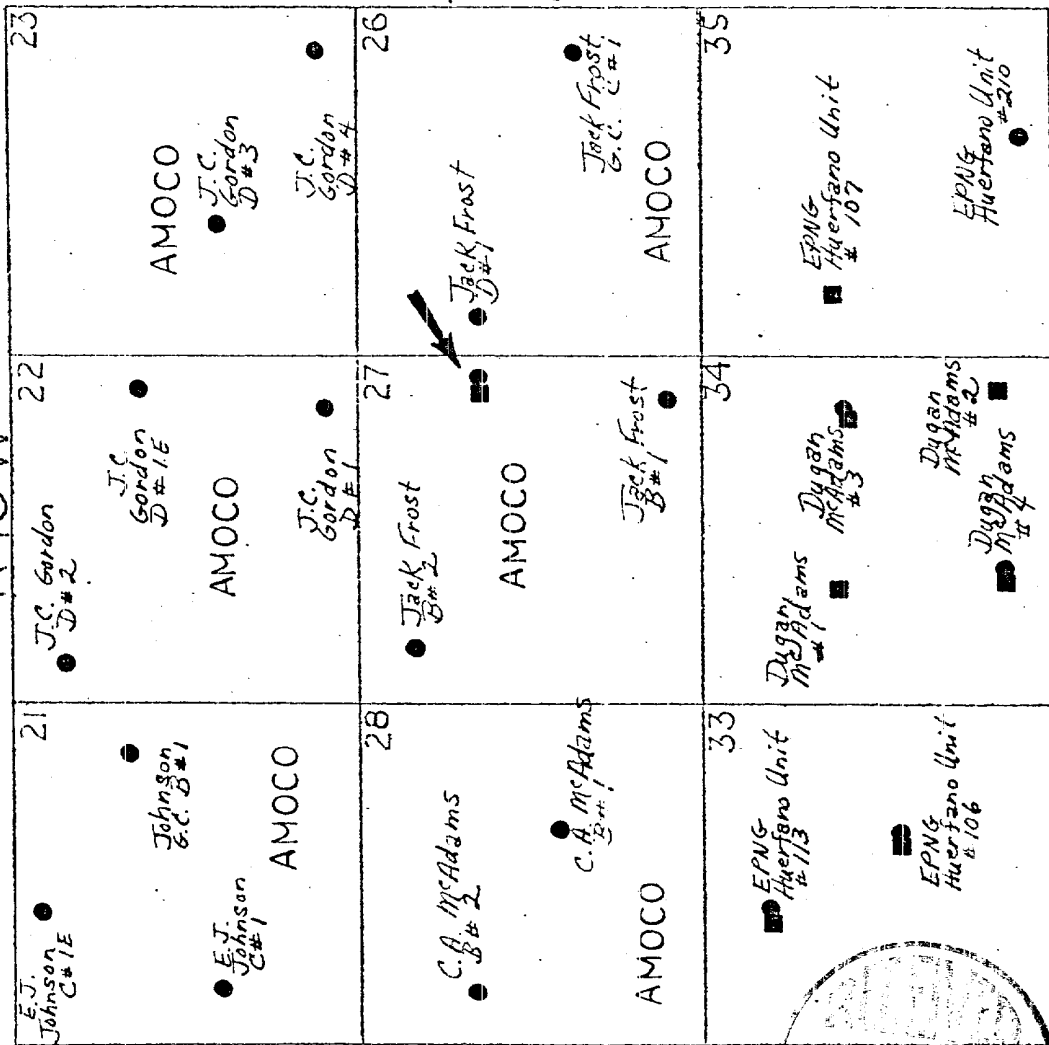 21
E.J.
Johnson
C#1E
Johnson
G.C. B#1
E.J.
Johnson
C#1
AMOCO
22
J.C. Gordon
D#2
J.C.
Gordon
D#1E
AMOCO
J.C.
Gordon
D#1
23
AMOCO
J.C.
Gordon
D#3
J.C.
Gordon
D#4
28
C.A. McAdams
B#2
C.A. McAdams
B#1
AMOCO
27
Jack Frost
B#2
AMOCO
Jack Frost
B#1
26
Jack Frost
D#1
Jack Frost
G.C. C#1
AMOCO
33
EPNG
Huerfano Unit
#113
EPNG
Huerfano Unit
#106
34
Dugan
McAdams
#1
Dugan
McAdams
#3
Dugan
McAdams
#2
Dugan
McAdams
#4
35
EPNG
Huerfano Unit
#107
EPNG
Huerfano Unit
#210